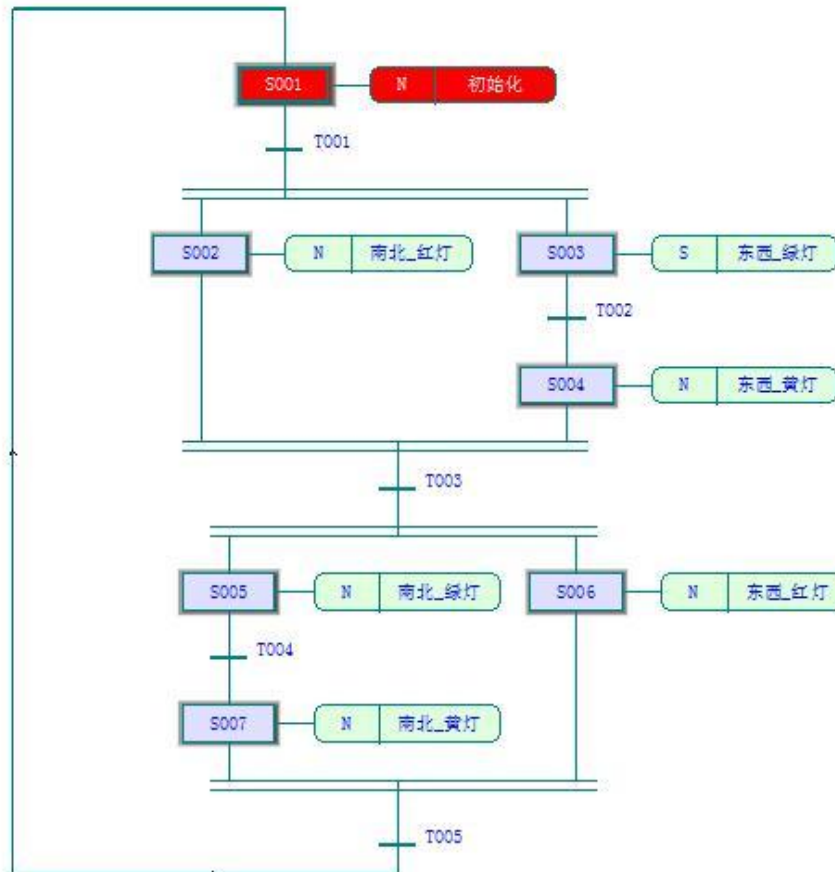 S001 N 初始化
T001
S002 N 南北_红灯 S003 S 东西_绿灯
T002
S004 N 东西_黄灯
T003
S005 N 南北_绿灯 S006 N 东西_红灯
T004
S007 N 南北_黄灯
T005